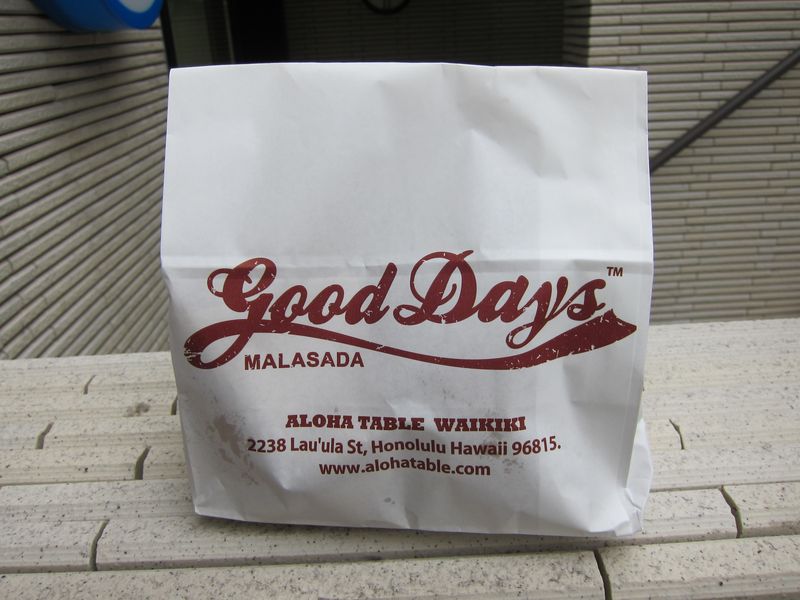 Good Days™
MALASADA
ALOHA TABLE WAIKIKI
2238 Lau'ula St, Honolulu Hawaii 96815.
www.alohatable.com